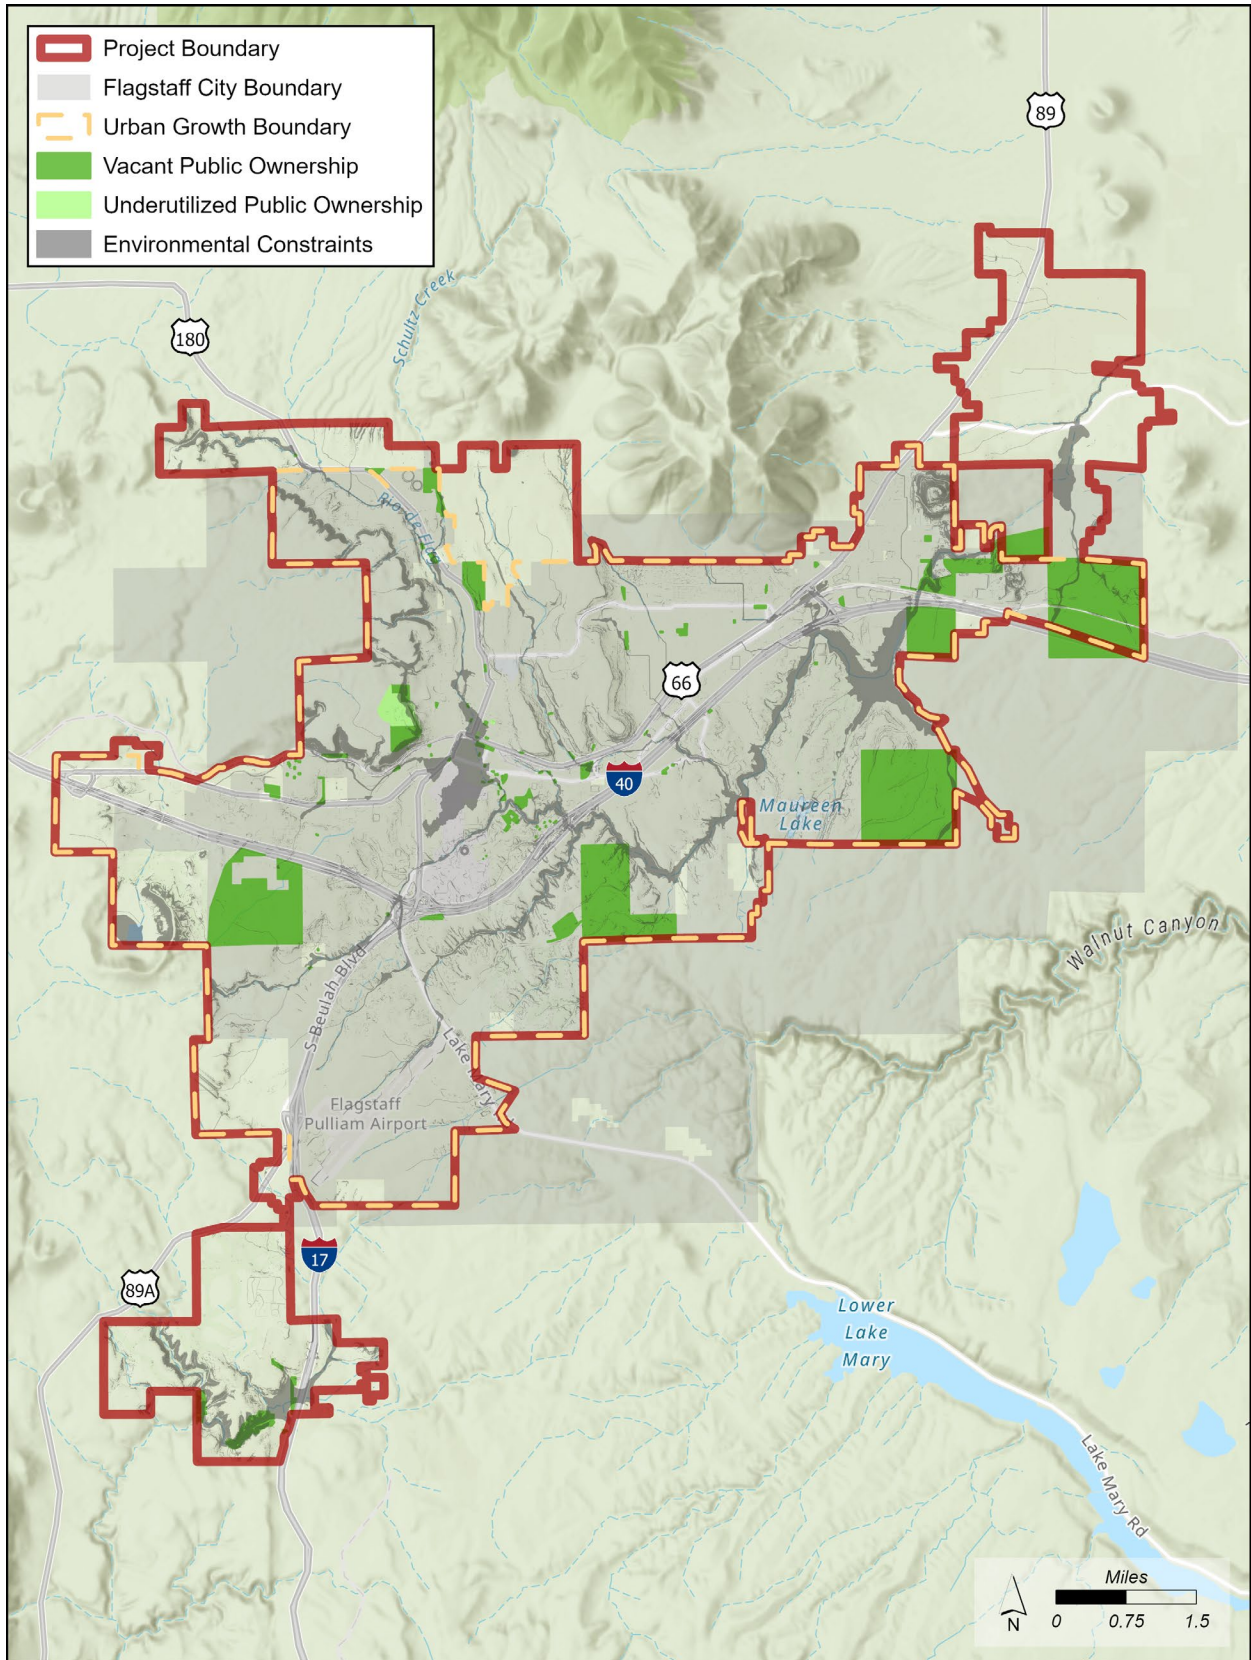 Project Boundary
Flagstaff City Boundary
Urban Growth Boundary
Vacant Public Ownership
Underutilized Public Ownership
Environmental Constraints
89
180
Schultz Creek
Rio de Flag
66
40
Maureen
Lake
Walnut Canyon
S Beulah Blvd
Lake Mary
Flagstaff
Pulliam Airport
17
89A
Lower
Lake
Mary
Lake Mary Rd
Miles
0 0.75 1.5
N